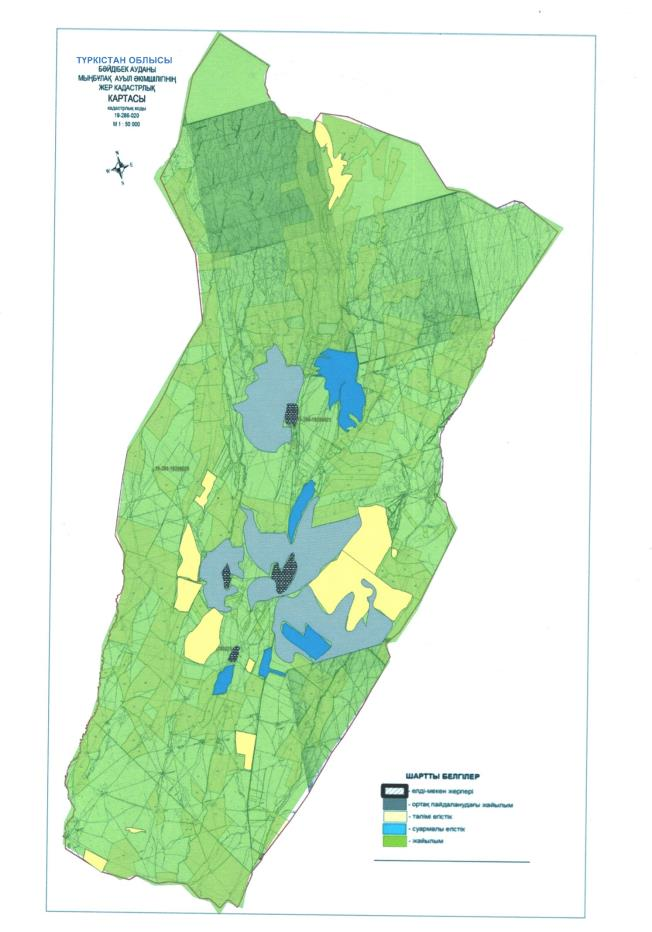 ТҮРКІСТАН ОБЛЫСЫ
БӘЙДІБЕК АУДАНЫ
МЫҢБҰЛАҚ АУЫЛ ӘКІМШІЛІГІНІҢ
ЖЕР КАДАСТРЛЫҚ
КАРТАСЫ
кадастрлық коды
19-286-020
М 1 : 50 000
N
W E
S
ШАРТТЫ БЕЛГІЛЕР
- елді-мекен жерлері
- ортақ пайдаланудағы жайылым
- тәлімі егістік
- суармалы егістік
- жайылым